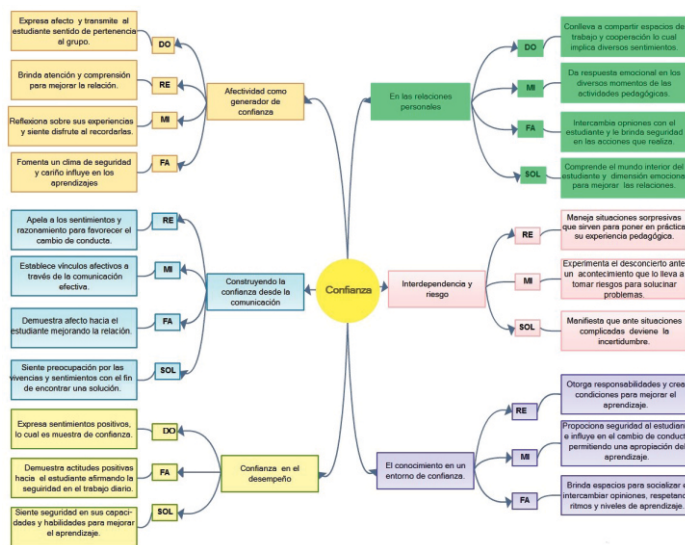 Expresa afecto y transmite al
estudiante sentido de pertenencia
al grupo.
DO
Brinda atención y comprensión
para mejorar la relación.
RE
Reflexiona sobre sus experiencias
y siente disfrute al recordarlas.
MI
Fomenta un clima de seguridad
y cariño influye en los
aprendizajes
FA
Afectividad como
generador de
confianza
Apela a los sentimientos y
razonamiento para favorecer el
cambio de conducta.
RE
Establece vínculos afectivos a
través de la comunicación
efectiva.
MI
Demuestra afecto hacia el
estudiante mejorando la relación.
FA
Siente preocupación por las
vivencias y sentimientos con el fin
de encontrar una solución.
SOL
Construyendo la
confianza desde la
comunicación
Expresa sentimientos positivos,
lo cual es muestra de confianza.
DO
Demuestra actitudes positivas
hacia el estudiante afirmando la
seguiridad en el trabajo diario.
FA
Siente seguridad en sus capaci-
dades y habilidades para mejorar
el aprendizaje.
SOL
Confianza en el
desempeño
Confianza
En las relaciones
personales
DO
Conlleva a compartir espacios de
trabajo y cooperación lo cual
implica diversos sentimientos.
MI
Da respuesta emocional en los
diversos momentos de las
actividades pedagógicas.
FA
Intercambia opiniones con el
estudiante y le brinda seguridad
en las acciones que realiza.
SOL
Comprende el mundo interior del
estudiante y dimensión emocional
para mejorar las relaciones.
Interdependencia y
riesgo
RE
Maneja situaciones sorpresivas
que sirven para poner en práctica
su experiencia pedagógica.
MI
Experimenta el desconcierto ante
un acontecimiento que lo lleva a
tomar riesgos para solucinar
problemas.
SOL
Manifiesta que ante situaciones
complicadas deviene la
incertidumbre.
El conocimiento en un
entorno de confianza.
RE
Otorga responsabilidades y crea
condiciones para mejorar el
aprendizaje.
MI
Propociona seguridad al estudiante
e influye en el cambio de conducta
permitiendo una apropiación del
aprendizaje.
FA
Brinda espacios para socializar e
intercambiar opiniones, respetando
ritmos y niveles de aprendizaje.